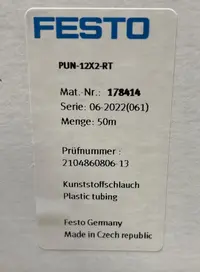 FESTO
PUN-12X2-RT
Mat.-Nr.: 178414
Serie: 06-2022(061)
Menge: 50m
Prüfnummer :
2104860806-13
Kunststoffschlauch
Plastic tubing
Festo Germany
Made in Czech republic